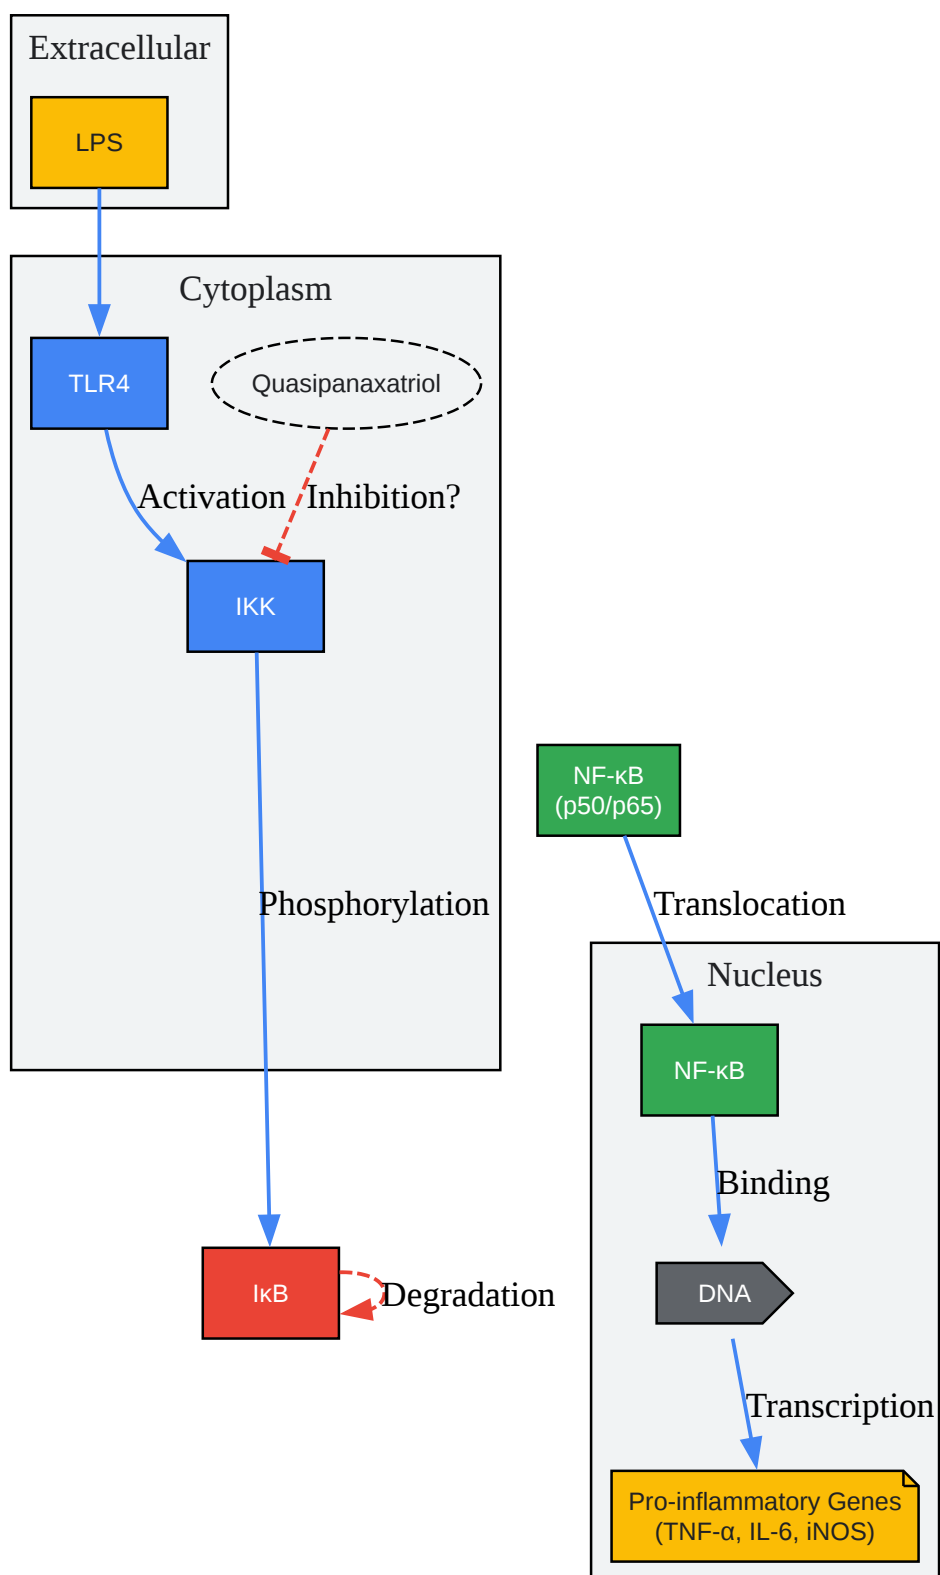 Extracellular
LPS
Cytoplasm
TLR4
Quasipanaxatriol
Activation
Inhibition?
IKK
NF-κB
(p50/p65)
Phosphorylation
Translocation
Nucleus
NF-κB
Binding
IκB
Degradation
DNA
Transcription
Pro-inflammatory Genes
(TNF-α, IL-6, iNOS)